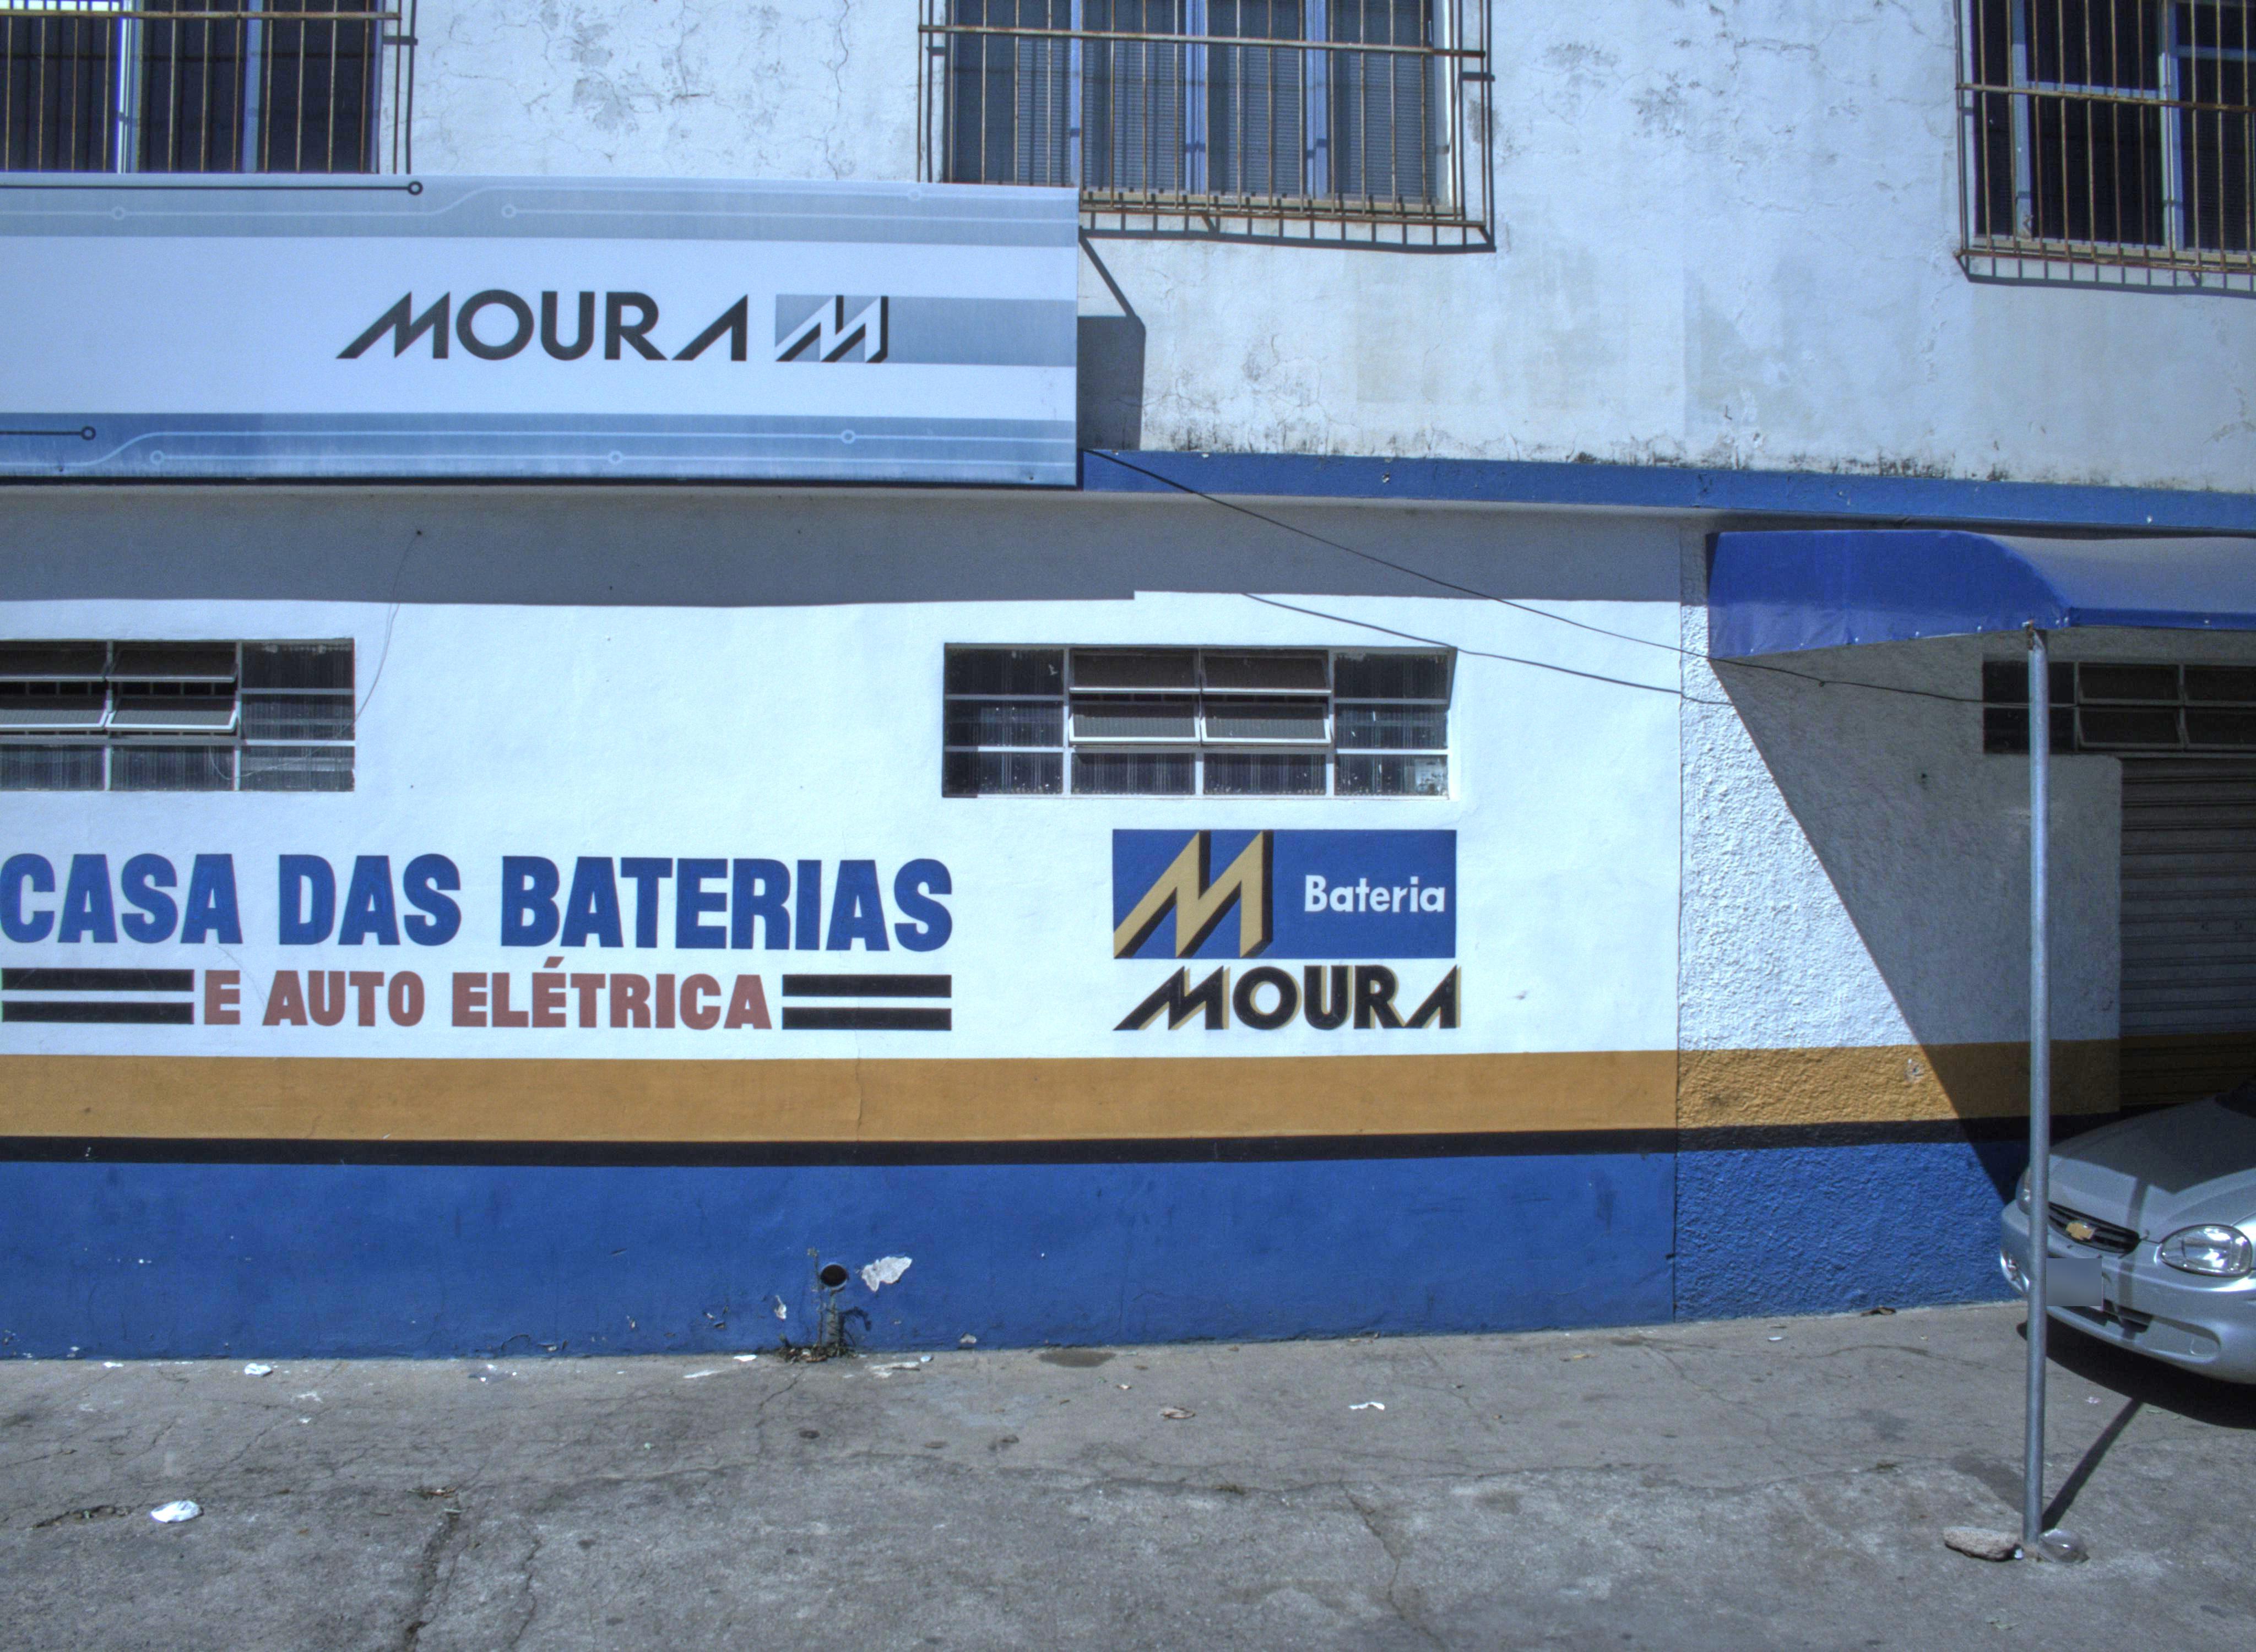 MOURA
CASA DAS BATERIAS
E AUTO ELÉTRICA
Bateria
MOURA